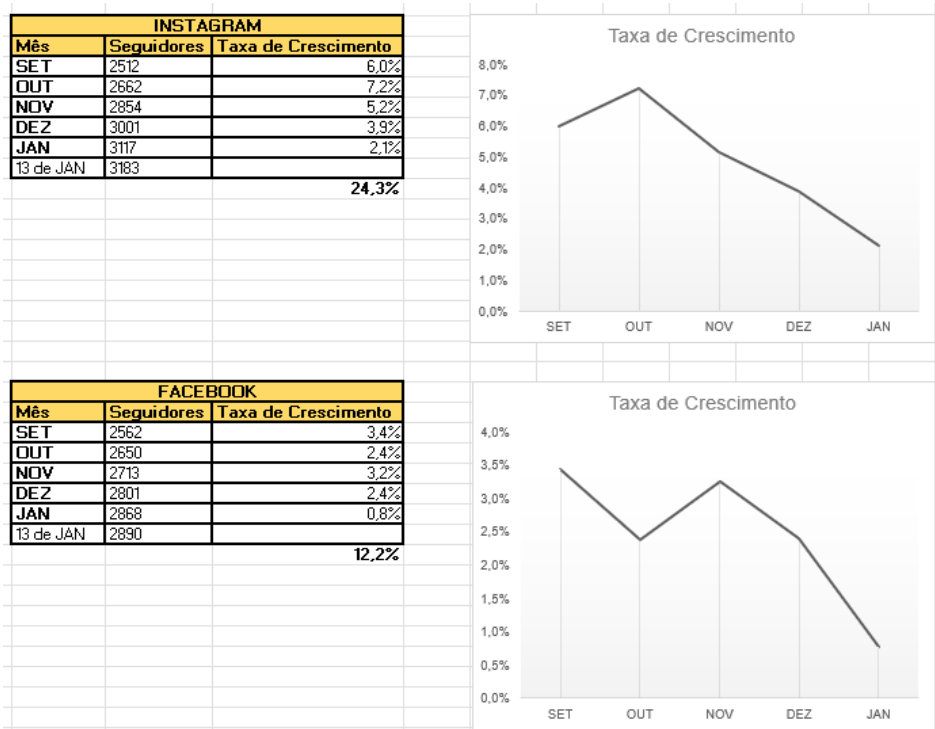 INSTAGRAM
Mês Seguidores Taxa de Crescimento
SET 2512 6,0%
OUT 2662 7,2%
NOV 2854 5,2%
DEZ 3001 3,9%
JAN 3117 2,1%
13 de JAN 3183
24,3%
Taxa de Crescimento
8,0%
7,0%
6,0%
5,0%
4,0%
3,0%
2,0%
1,0%
0,0%
SET OUT NOV DEZ JAN
FACEBOOK
Mês Seguidores Taxa de Crescimento
SET 2562 3,4%
OUT 2650 2,4%
NOV 2713 3,2%
DEZ 2801 2,4%
JAN 2868 0,8%
13 de JAN 2890
12,2%
Taxa de Crescimento
4,0%
3,5%
3,0%
2,5%
2,0%
1,5%
1,0%
0,5%
0,0%
SET OUT NOV DEZ JAN